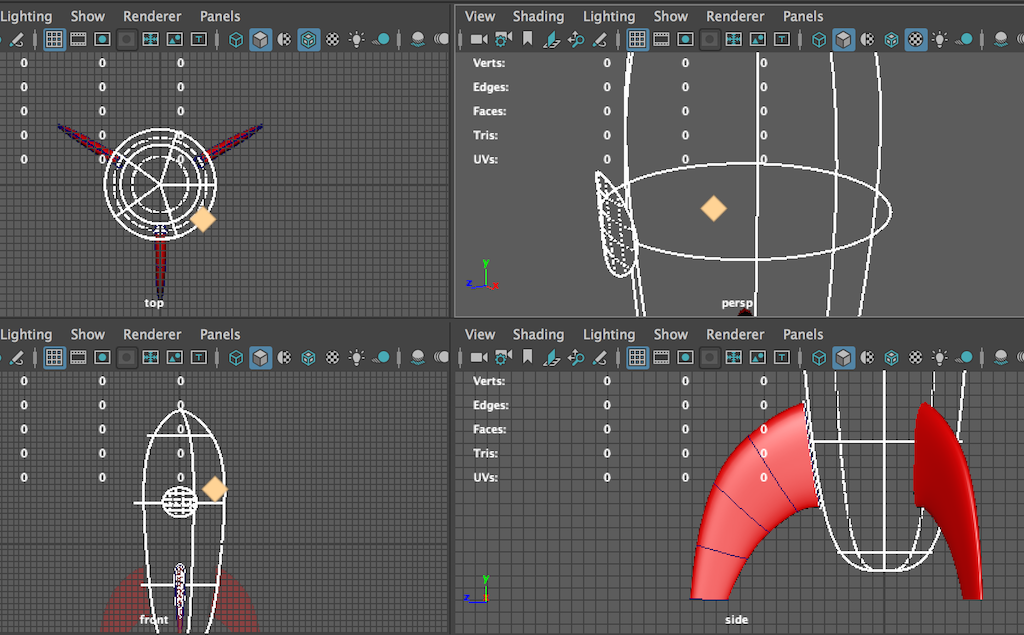 Lighting Show Renderer Panels
View Shading Lighting Show Renderer Panels
0 0 0
0 0 0
0 0 0
0 0 0
0 0 0
top
Verts: 0 0 0
Edges: 0 0 0
Faces: 0 0 0
Tris: 0 0 0
UVs: 0 0 0
y
z x
persp
Lighting Show Renderer Panels
View Shading Lighting Show Renderer Panels
0 0 0
0 0 0
0 0 0
0 0 0
0 0 0
front
Verts: 0 0 0
Edges: 0 0 0
Faces: 0 0 0
Tris: 0 0 0
UVs: 0 0 0
y
z
side